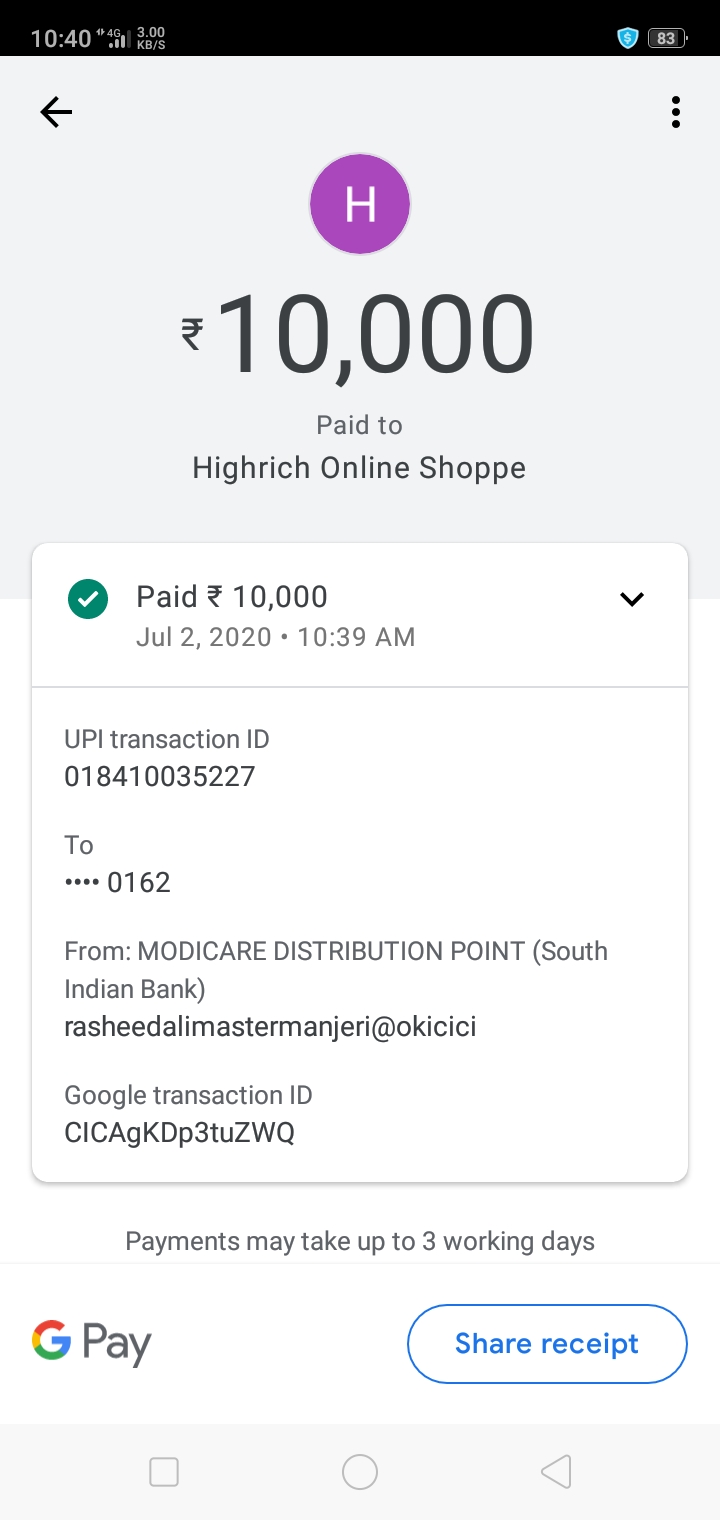 10:40 4G 3.00 KB/S 83
H
₹10,000
Paid to
Highrich Online Shoppe
Paid ₹ 10,000
Jul 2, 2020 • 10:39 AM
UPI transaction ID
018410035227
To
•••• 0162
From: MODICARE DISTRIBUTION POINT (South
Indian Bank)
rasheedalimastermanjeri@okicici
Google transaction ID
CICAgKDp3tuZWQ
Payments may take up to 3 working days
G Pay
Share receipt